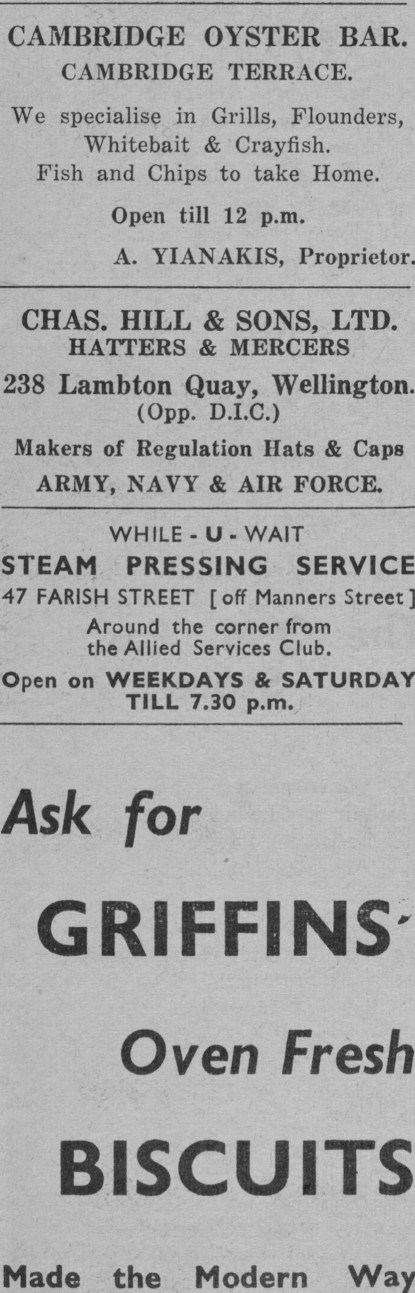 CAMBRIDGE OYSTER BAR.
CAMBRIDGE TERRACE.
We specialise in Grills, Flounders,
Whitebait & Crayfish.
Fish and Chips to take Home.
Open till 12 p.m.
A. YIANAKIS, Proprietor.
CHAS. HILL & SONS, LTD.
HATTERS & MERCERS
238 Lambton Quay, Wellington.
(Opp. D.I.C.)
Makers of Regulation Hats & Caps
ARMY, NAVY & AIR FORCE.
WHILE - U - WAIT
STEAM PRESSING SERVICE
47 FARISH STREET [off Manners Street]
Around the corner from
the Allied Services Club.
Open on WEEKDAYS & SATURDAY
TILL 7.30 p.m.
Ask for
GRIFFINS'
Oven Fresh
BISCUITS
Made the Modern Way